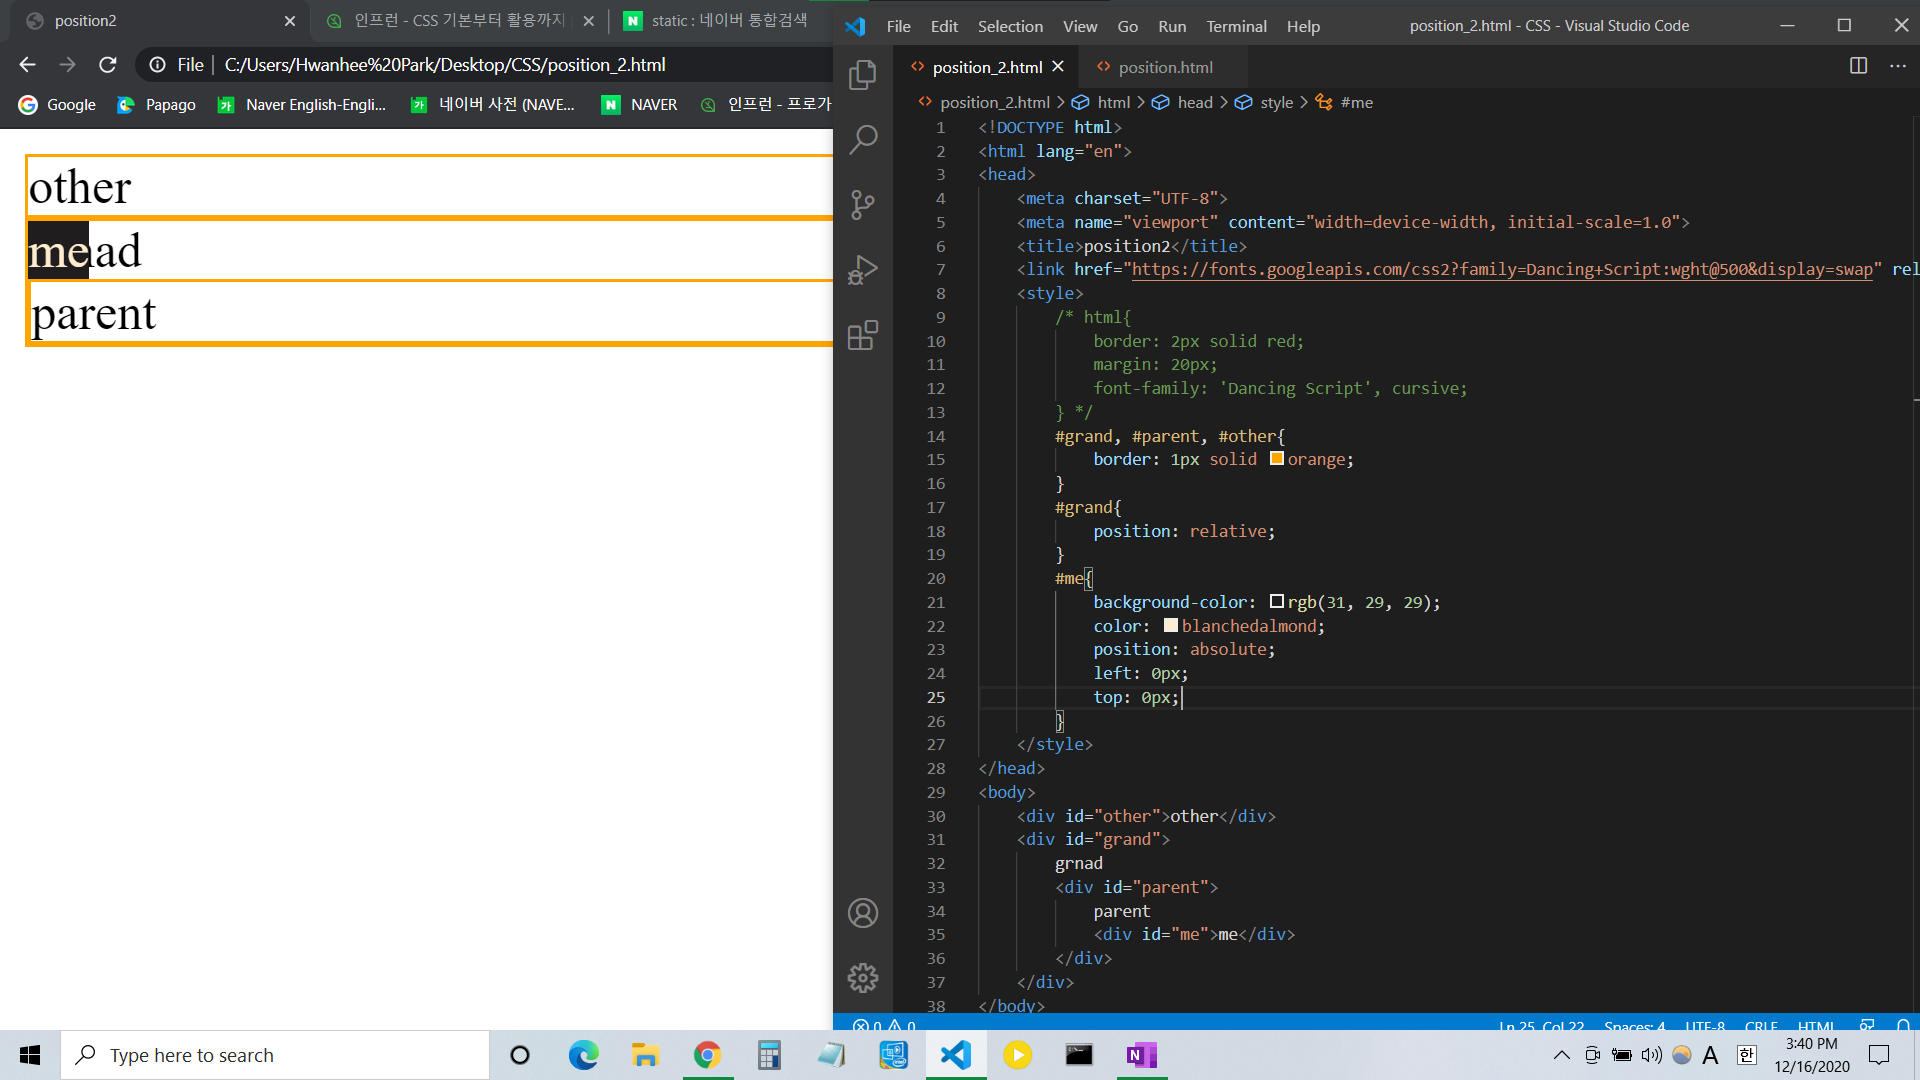 position2
인프런 - CSS 기본부터 활용까지
static : 네이버 통합검색
File
C:/Users/Hwanhee%20Park/Desktop/CSS/position_2.html
Google
Papago
Naver English-Engli...
네이버 사전 (NAVE...
NAVER
인프런 - 프로가
other
me ad
parent
File Edit Selection View Go Run Terminal Help
position_2.html - CSS - Visual Studio Code
position_2.html
position.html
position_2.html > html > head > style > #me
1 <!DOCTYPE html>
2 <html lang="en">
3 <head>
4 <meta charset="UTF-8">
5 <meta name="viewport" content="width=device-width, initial-scale=1.0">
6 <title>position2</title>
7 <link href="https://fonts.googleapis.com/css2?family=Dancing+Script:wght@500&display=swap" rel
8 <style>
9 /* html{
10 border: 2px solid red;
11 margin: 20px;
12 font-family: 'Dancing Script', cursive;
13 } */
14 #grand, #parent, #other{
15 border: 1px solid orange;
16 }
17 #grand{
18 position: relative;
19 }
20 #me{
21 background-color: rgb(31, 29, 29);
22 color: blanchedalmond;
23 position: absolute;
24 left: 0px;
25 top: 0px;
26 }
27 </style>
28 </head>
29 <body>
30 <div id="other">other</div>
31 <div id="grand">
32 grnad
33 <div id="parent">
34 parent
35 <div id="me">me</div>
36 </div>
37 </div>
38 </body>
0 0
Ln 25, Col 22 Spaces: 4 UTF-8 CRLF HTML
Type here to search
A 한
3:40 PM
12/16/2020